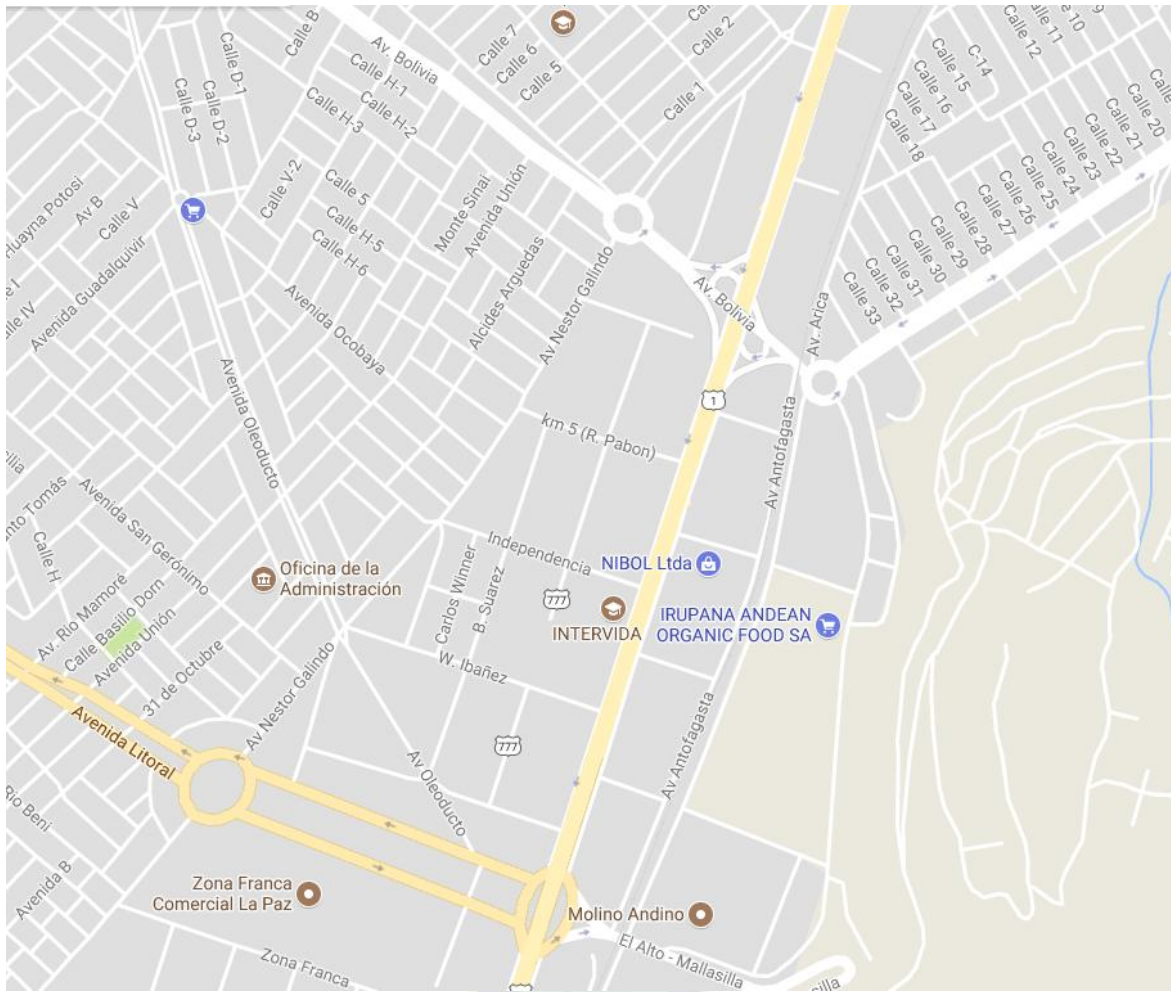 Calle B
Av. Bolivia
Calle 7
Calle 6
Calle 5
Calle 2
Calle 1
Calle 10
Calle 11
Calle 12
C-14
Calle 15
Calle 16
Calle 17
Calle 18
Calle 20
Calle 21
Calle 22
Calle 23
Calle 24
Calle 25
Calle 26
Calle 27
Calle 28
Calle 29
Calle 30
Calle 31
Calle 32
Calle 33
Calle D-1
Calle D-2
Calle D-3
Calle H-1
Calle H-2
Calle H-3
Calle V-2
Calle 5
Calle H-5
Calle H-6
Monte Sinai
Avenida Unión
Alcides Arguedas
Av Nestor Galindo
Av. Bolivia
Av. Arica
Huayna Potosi
Av B
Calle V
Avenida Guadalquivir
Avenida Ocobaya
Avenida Oleoducto
1
km 5 (R. Pabon)
Av Antofagasta
Avenida San Gerónimo
Calle H
Independencia
NIBOL Ltda
Oficina de la
Administración
Carlos Winner
B. Suarez
777
INTERVIDA
IRUPANA ANDEAN
ORGANIC FOOD SA
Av. Rio Mamoré
Calle Basilio Dorn
Avenida Unión
31 de Octubre
W. Ibañez
Av Nestor Galindo
Avenida Litoral
777
Av Antofagasta
Av Oleoducto
Rio Beni
Avenida B
Zona Franca
Comercial La Paz
Molino Andino
El Alto - Mallasilla
Zona Franca